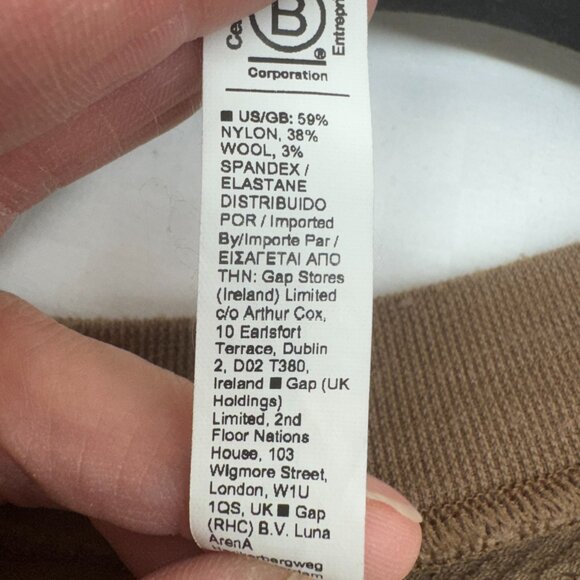 B
®
Corporation
■ US/GB: 59%
NYLON, 38%
WOOL, 3%
SPANDEX /
ELASTANE
DISTRIBUIDO
POR / Imported
By/Importe Par /
ΕΙΣΑΓΕΤΑΙ ΑΠΟ
ΤΗΝ: Gap Stores
(Ireland) Limited
c/o Arthur Cox,
10 Earlsfort
Terrace, Dublin
2, D02 T380,
Ireland ■ Gap (UK
Holdings)
Limited, 2nd
Floor Nations
House, 103
Wigmore Street,
London, W1U
1QS, UK ■ Gap
(RHC) B.V. Luna
ArenA